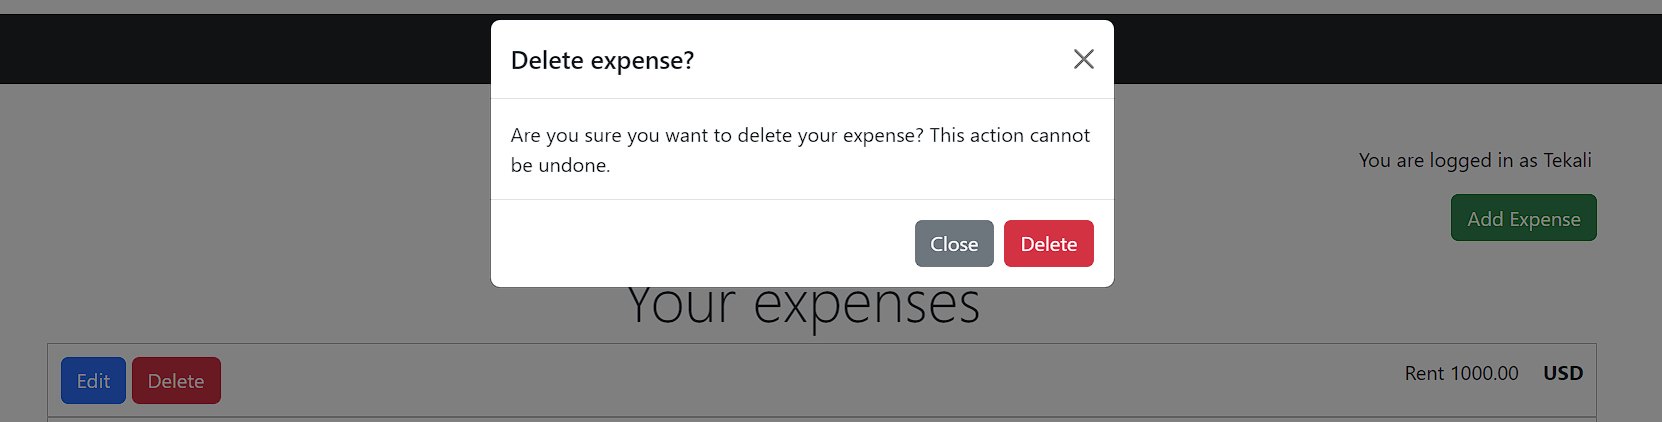 Delete expense?
Are you sure you want to delete your expense? This action cannot
be undone.
Close Delete
You are logged in as Tekali
Add Expense
Your expenses
Edit Delete Rent 1000.00 USD